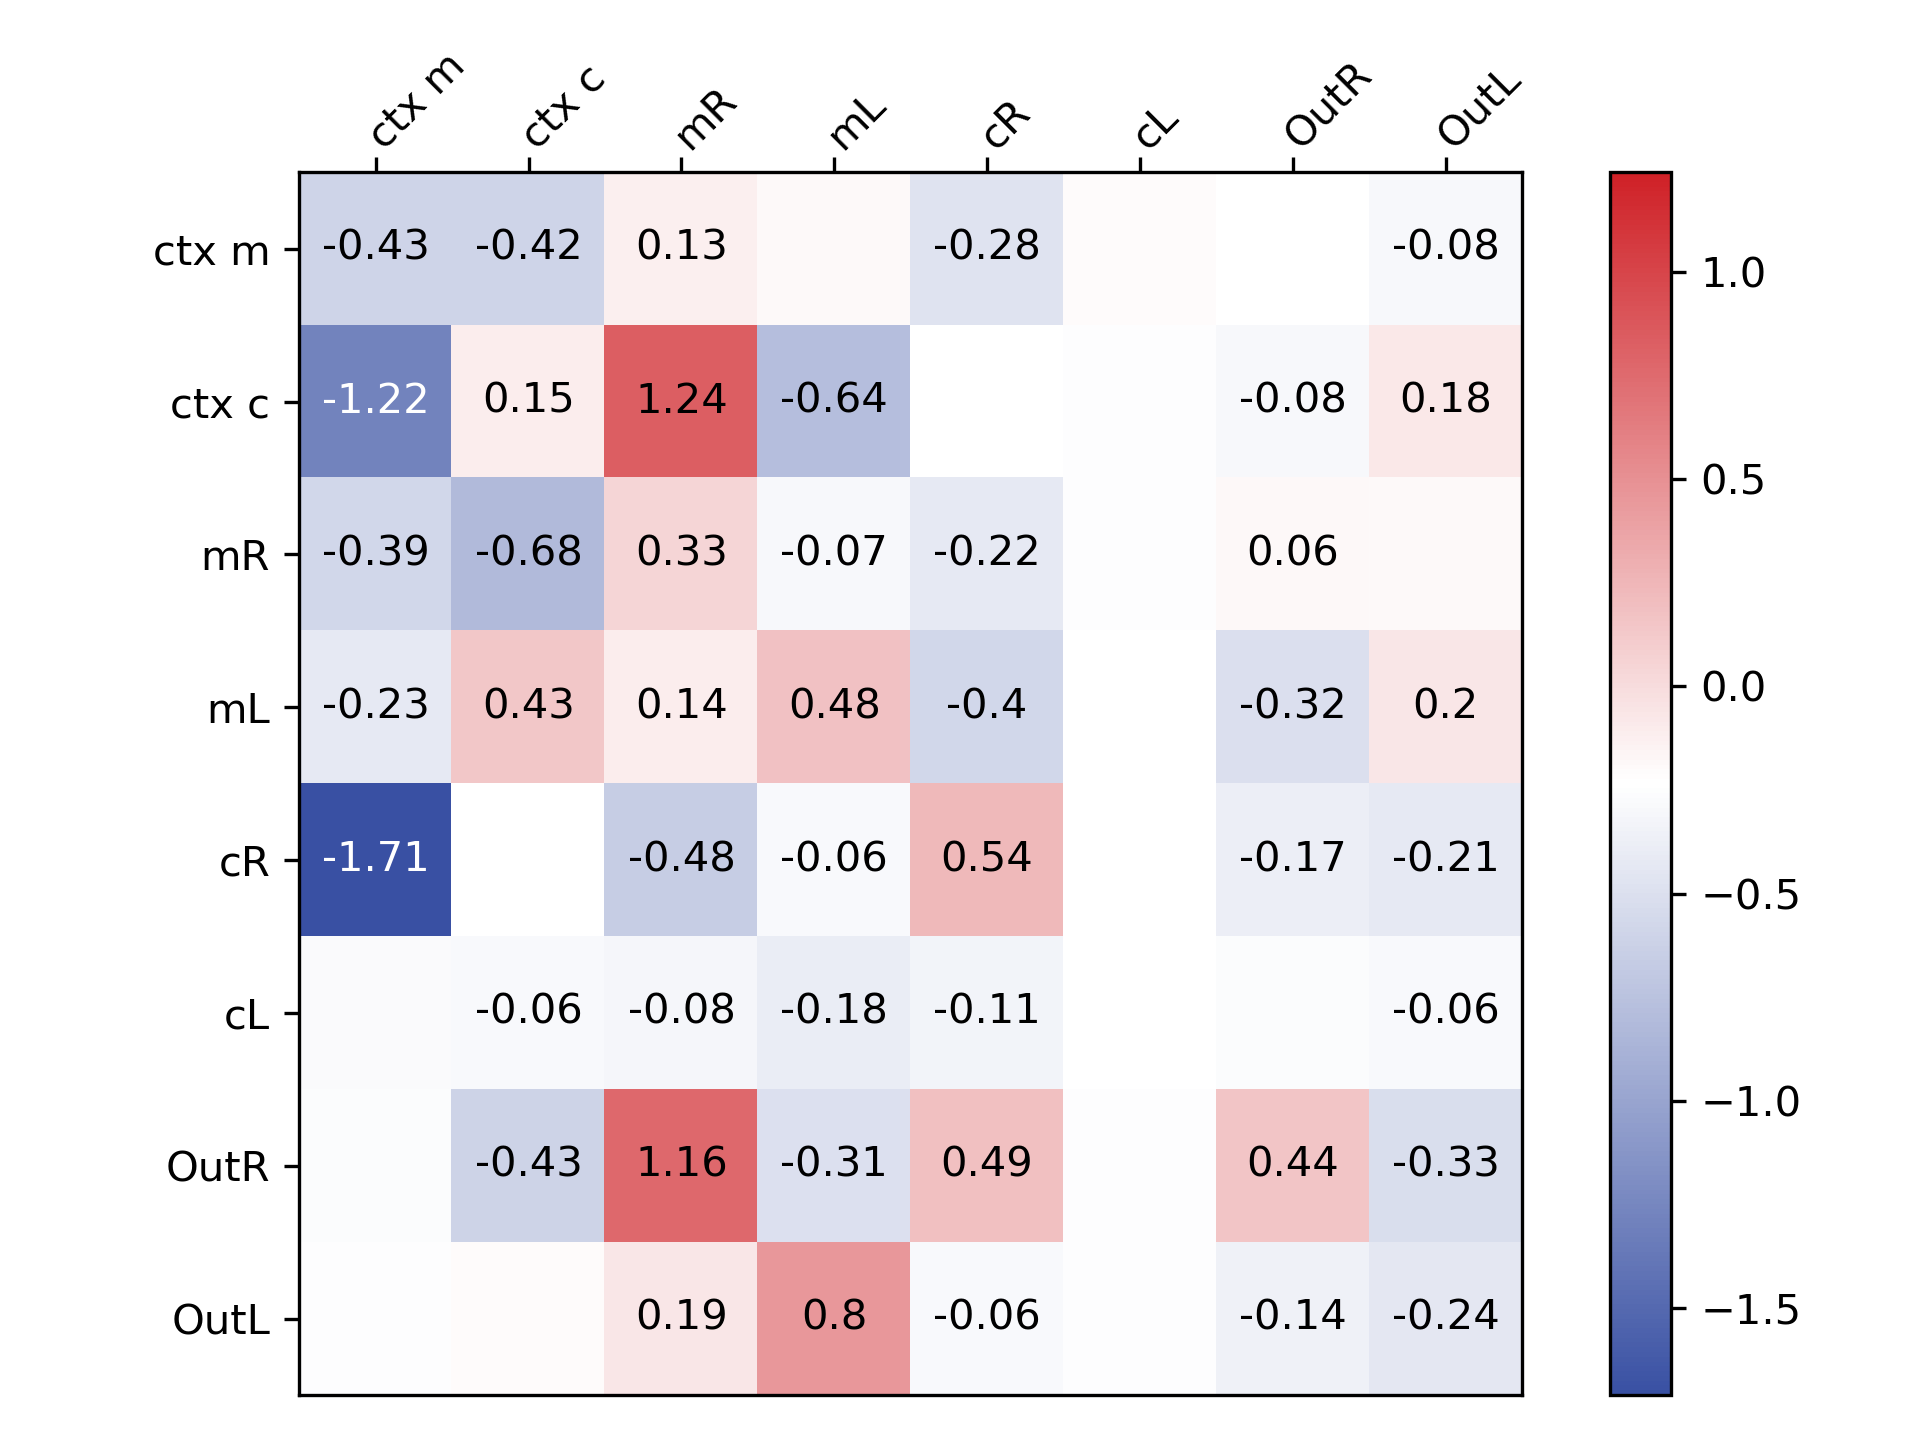 ctx m ctx c mR mL cR cL OutR OutL
ctx m -0.43 -0.42 0.13 -0.28 -0.08
ctx c -1.22 0.15 1.24 -0.64 -0.08 0.18
mR -0.39 -0.68 0.33 -0.07 -0.22 0.06
mL -0.23 0.43 0.14 0.48 -0.4 -0.32 0.2
cR -1.71 -0.48 -0.06 0.54 -0.17 -0.21
cL -0.06 -0.08 -0.18 -0.11 -0.06
OutR -0.43 1.16 -0.31 0.49 0.44 -0.33
OutL 0.19 0.8 -0.06 -0.14 -0.24
1.0
0.5
0.0
−0.5
−1.0
−1.5